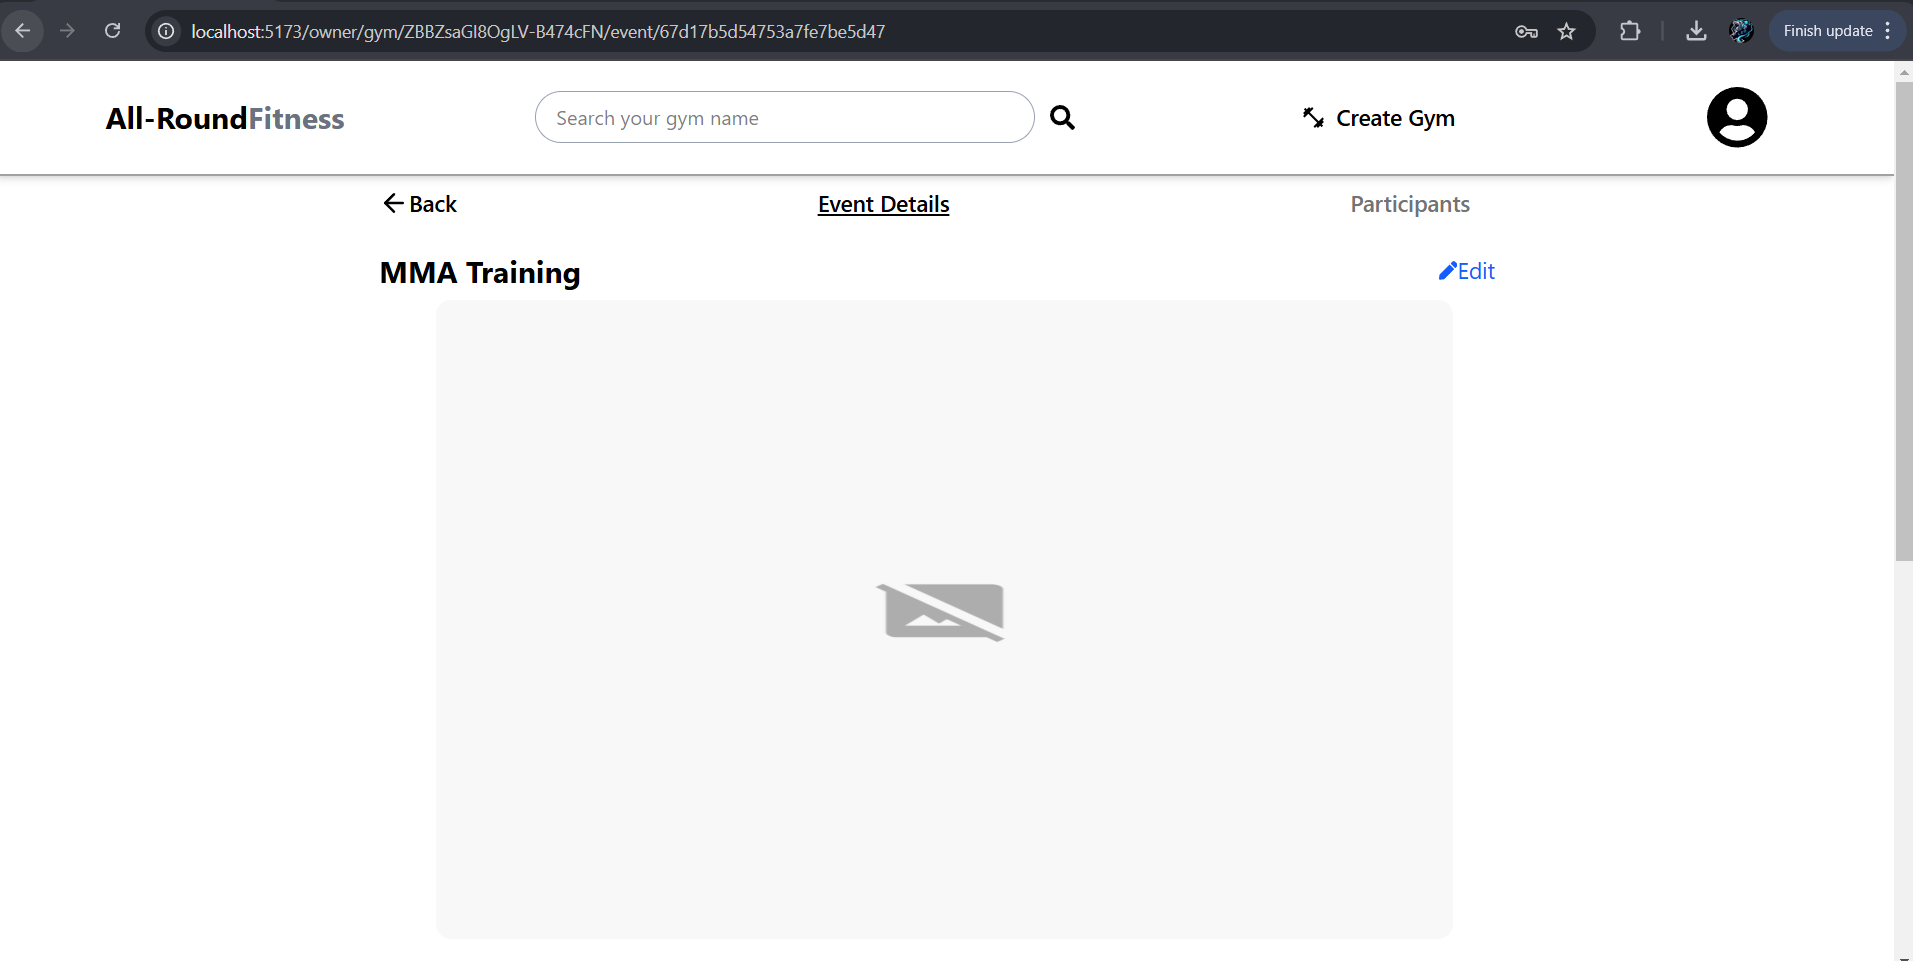 localhost:5173/owner/gym/ZBBZsaGI8OgLV-B474cFN/event/67d17b5d54753a7fe7be5d47
Finish update
All-RoundFitness
Search your gym name
Create Gym
Back
Event Details
Participants
MMA Training
Edit